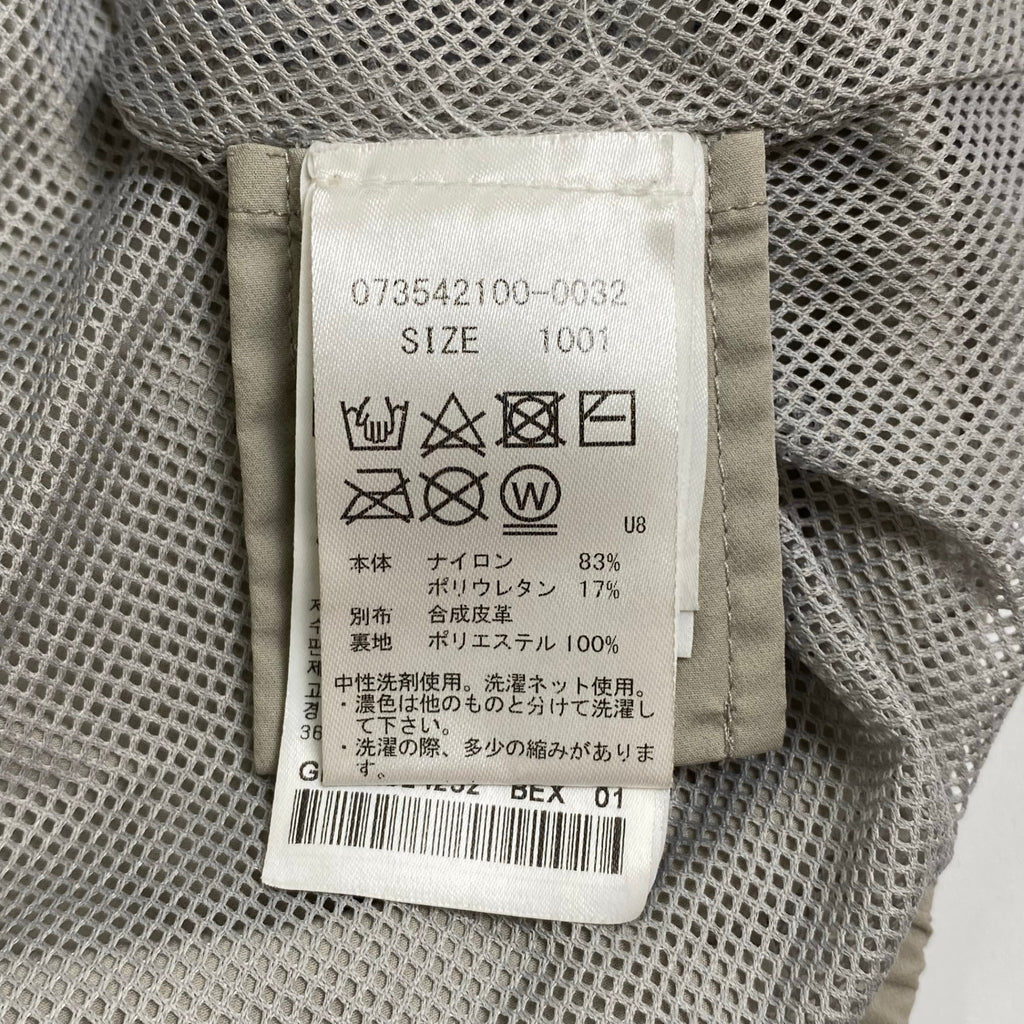 073542100-0032
SIZE 1001
W
U8
本体 ナイロン 83%
ポリウレタン 17%
別布 合成皮革
裏地 ポリエステル 100%
中性洗剤使用。洗濯ネット使用。
・濃色は他のものと分けて洗濯し
て下さい。
・洗濯の際、多少の縮みがありま
す。
제
고
경
36
BEX 01